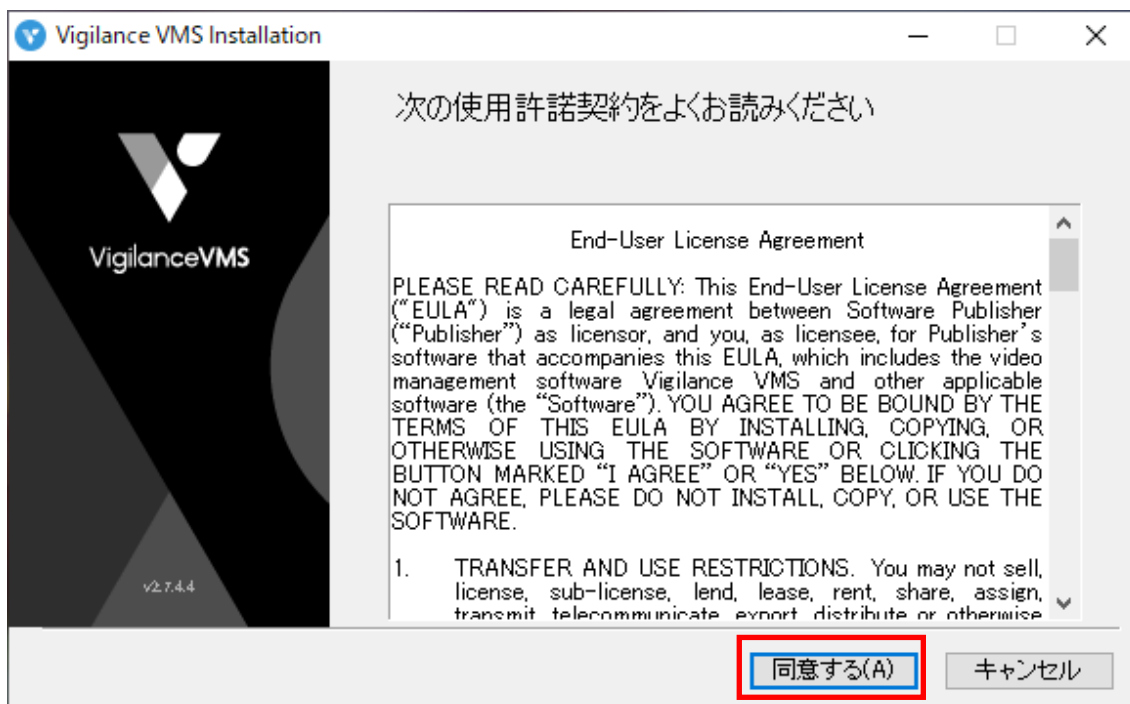 Vigilance VMS Installation
次の使用許諾契約をよくお読みください
VigilanceVMS
v2.7.4.4
End-User License Agreement
PLEASE READ CAREFULLY: This End-User License Agreement
("EULA") is a legal agreement between Software Publisher
(“Publisher”) as licensor, and you, as licensee, for Publisher’s
software that accompanies this EULA, which includes the video
management software Vigilance VMS and other applicable
software (the “Software”). YOU AGREE TO BE BOUND BY THE
TERMS OF THIS EULA BY INSTALLING, COPYING, OR
OTHERWISE USING THE SOFTWARE OR CLICKING THE
BUTTON MARKED “I AGREE” OR “YES” BELOW. IF YOU DO
NOT AGREE, PLEASE DO NOT INSTALL, COPY, OR USE THE
SOFTWARE.
1. TRANSFER AND USE RESTRICTIONS. You may not sell,
license, sub-license, lend, lease, rent, share, assign,
transmit, telecommunicate, export, distribute or otherwise
同意する(A)
キャンセル